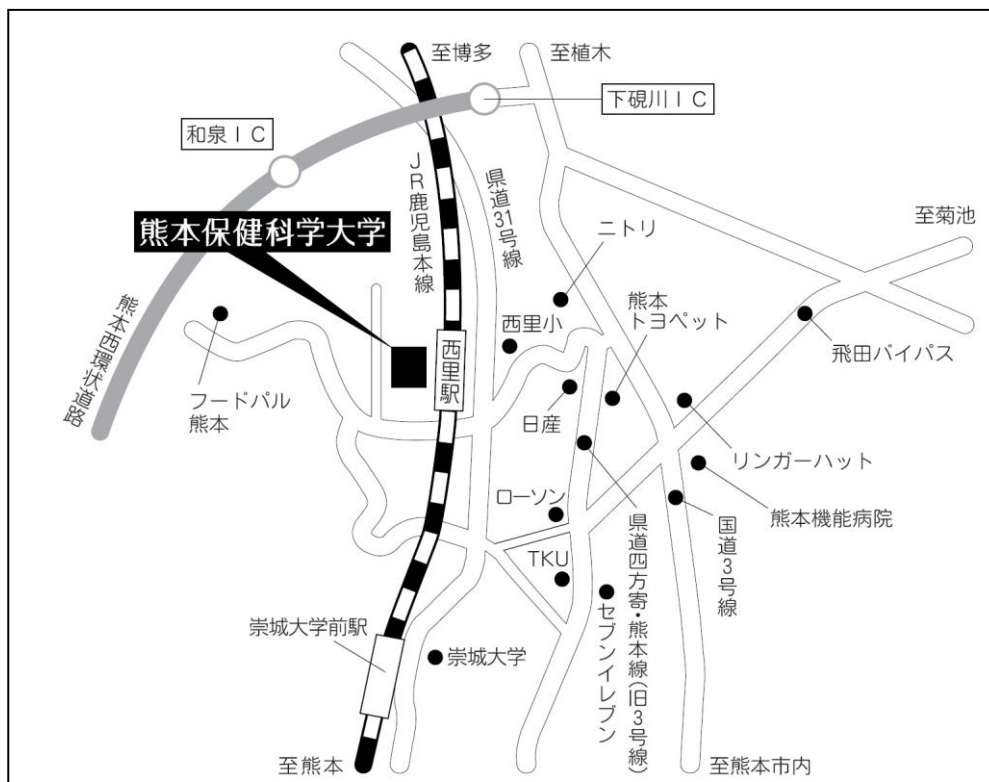 至博多
至植木
下硯川IC
和泉IC
JR鹿児島本線
県道31号線
至菊池
熊本保健科学大学
ニトリ
熊本
トヨペット
西里小
飛田バイパス
熊本西環状道路
西里駅
フードパル
熊本
日産
リンガーハット
ローソン
熊本機能病院
県道四方寄・熊本線(旧3号線)
国道3号線
TKU
セブンイレブン
崇城大学前駅
崇城大学
至熊本
至熊本市内